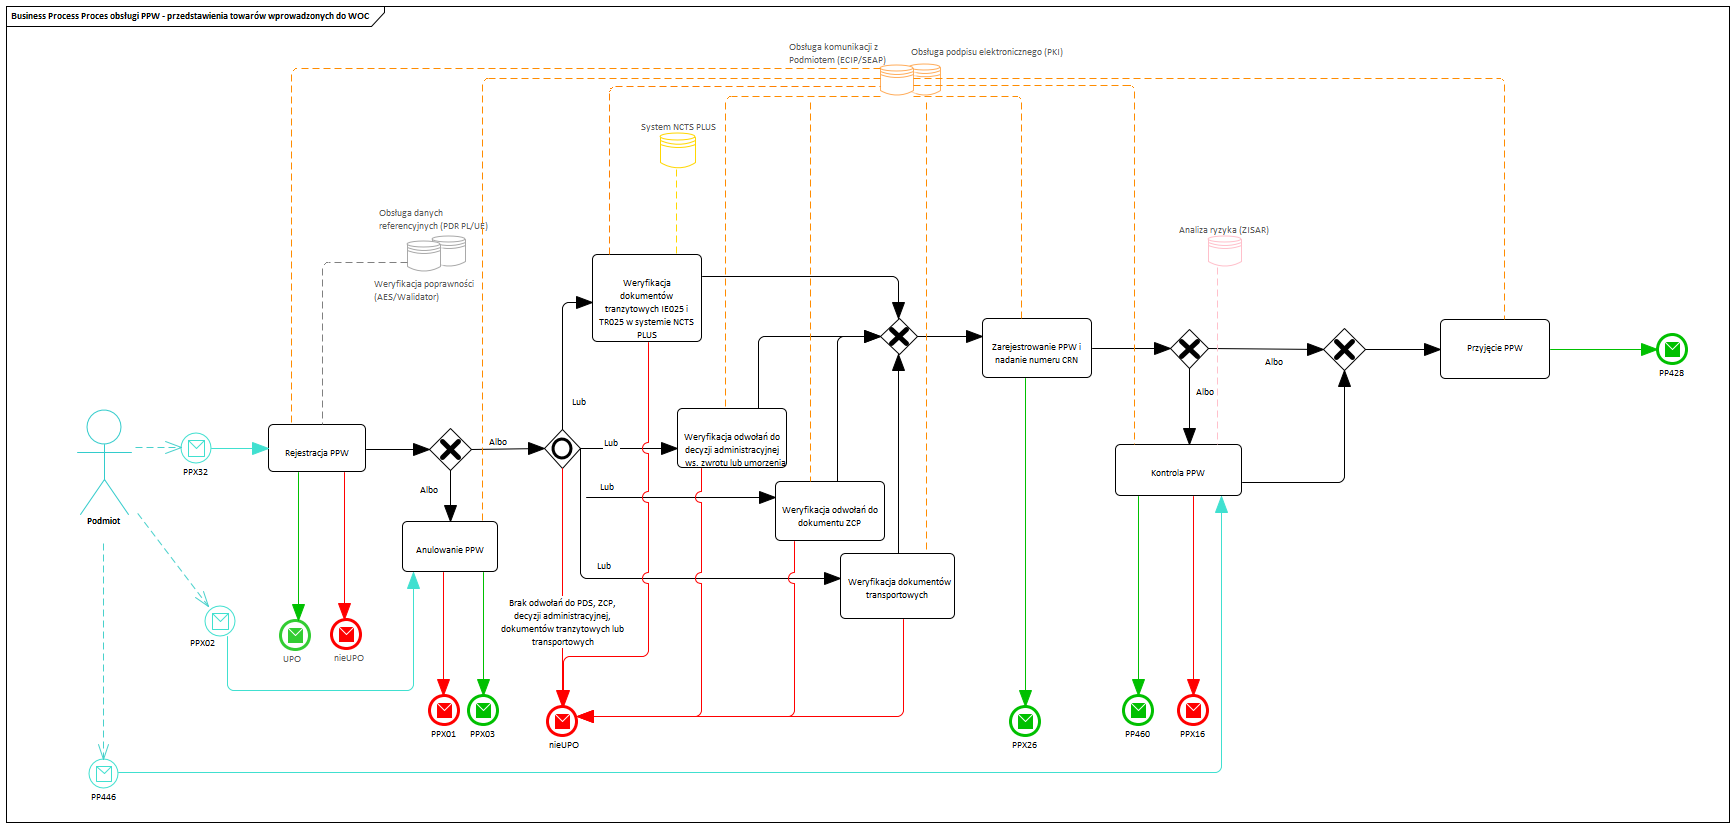 Business Process Proces obsługi PPW - przedstawienia towarów wprowadzonych do WOC
Obsługa komunikacji z
Podmiotem (ECIP/SEAP)
Obsługa podpisu elektronicznego (PKI)
System NCTS PLUS
Obsługa danych
referencyjnych (PDR PL/UE)
Weryfikacja poprawności
(AES/Walidator)
Analiza ryzyka (ZISAR)
Weryfikacja
dokumentów
tranzytowych IE025 i
TR025 w systemie NCTS
PLUS
Zarejestrowanie PPW i
nadanie numeru CRN
Albo
Przyjęcie PPW
PP428
Albo
Lub
Podmiot
PPX32
Rejestracja PPW
Albo
Lub
Weryfikacja odwołań do
decyzji administracyjnej
ws. zwrotu lub umorzenia
Kontrola PPW
Albo
Lub
Weryfikacja odwołań do
dokumentu ZCP
Anulowanie PPW
Lub
Weryfikacja dokumentów
transportowych
Brak odwołań do PDS, ZCP,
decyzji administracyjnej,
dokumentów tranzytowych lub
transportowych
PPX02
UPO
nieUPO
PPX01
PPX03
nieUPO
PPX26
PP460
PPX16
PP446